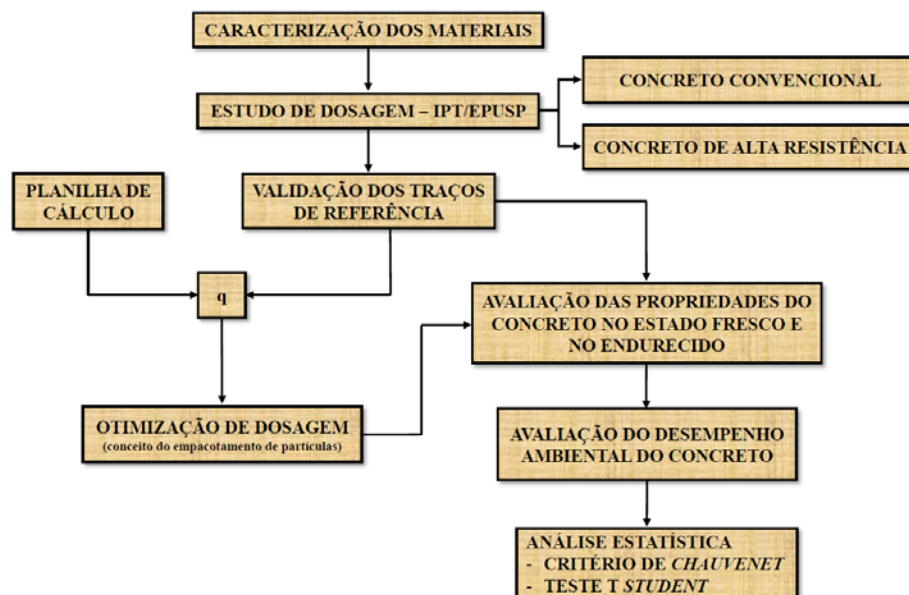 CARACTERIZAÇÃO DOS MATERIAIS
ESTUDO DE DOSAGEM – IPT/EPUSP
CONCRETO CONVENCIONAL
CONCRETO DE ALTA RESISTÊNCIA
PLANILHA DE
CÁLCULO
VALIDAÇÃO DOS TRAÇOS
DE REFERÊNCIA
q
AVALIAÇÃO DAS PROPRIEDADES DO
CONCRETO NO ESTADO FRESCO E
NO ENDURECIDO
OTIMIZAÇÃO DE DOSAGEM
(conceito do empacotamento de partículas)
AVALIAÇÃO DO DESEMPENHO
AMBIENTAL DO CONCRETO
ANÁLISE ESTATÍSTICA
- CRITÉRIO DE CHAUVENET
- TESTE T STUDENT